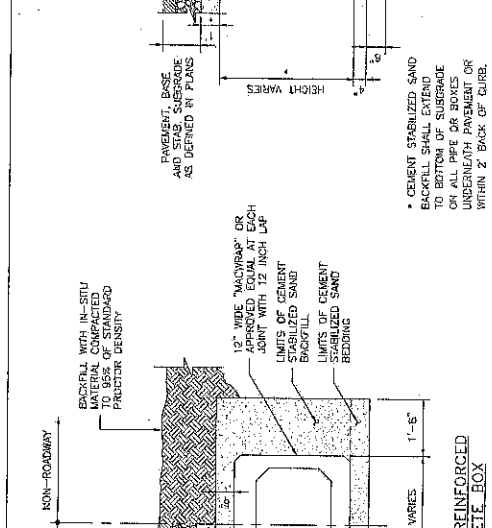 NON-ROADWAY
BACKFILL WITH IN-SITU
MATERIAL COMPACTED
TO 95% OF STANDARD
PROCTOR DENSITY
12" WIDE "MACWRAP" OR
APPROVED EQUAL AT EACH
JOINT WITH 12 INCH LAP
LIMITS OF CEMENT
STABILIZED SAND
BACKFILL
LIMITS OF CEMENT
STABILIZED SAND
BEDDING
VARIES
1'-6"
REINFORCED
ETE BOX
PAVEMENT, BASE
AND STAB. SUBGRADE
AS DEFINED IN PLANS
HEIGHT VARIES
4"
6"
* CEMENT STABILIZED SAND
BACKFILL SHALL EXTEND
TO BOTTOM OF SUBGRADE
ON ALL PIPE OR BOXES
UNDERNEATH PAVEMENT OR
WITHIN 2' BACK OF CURB.